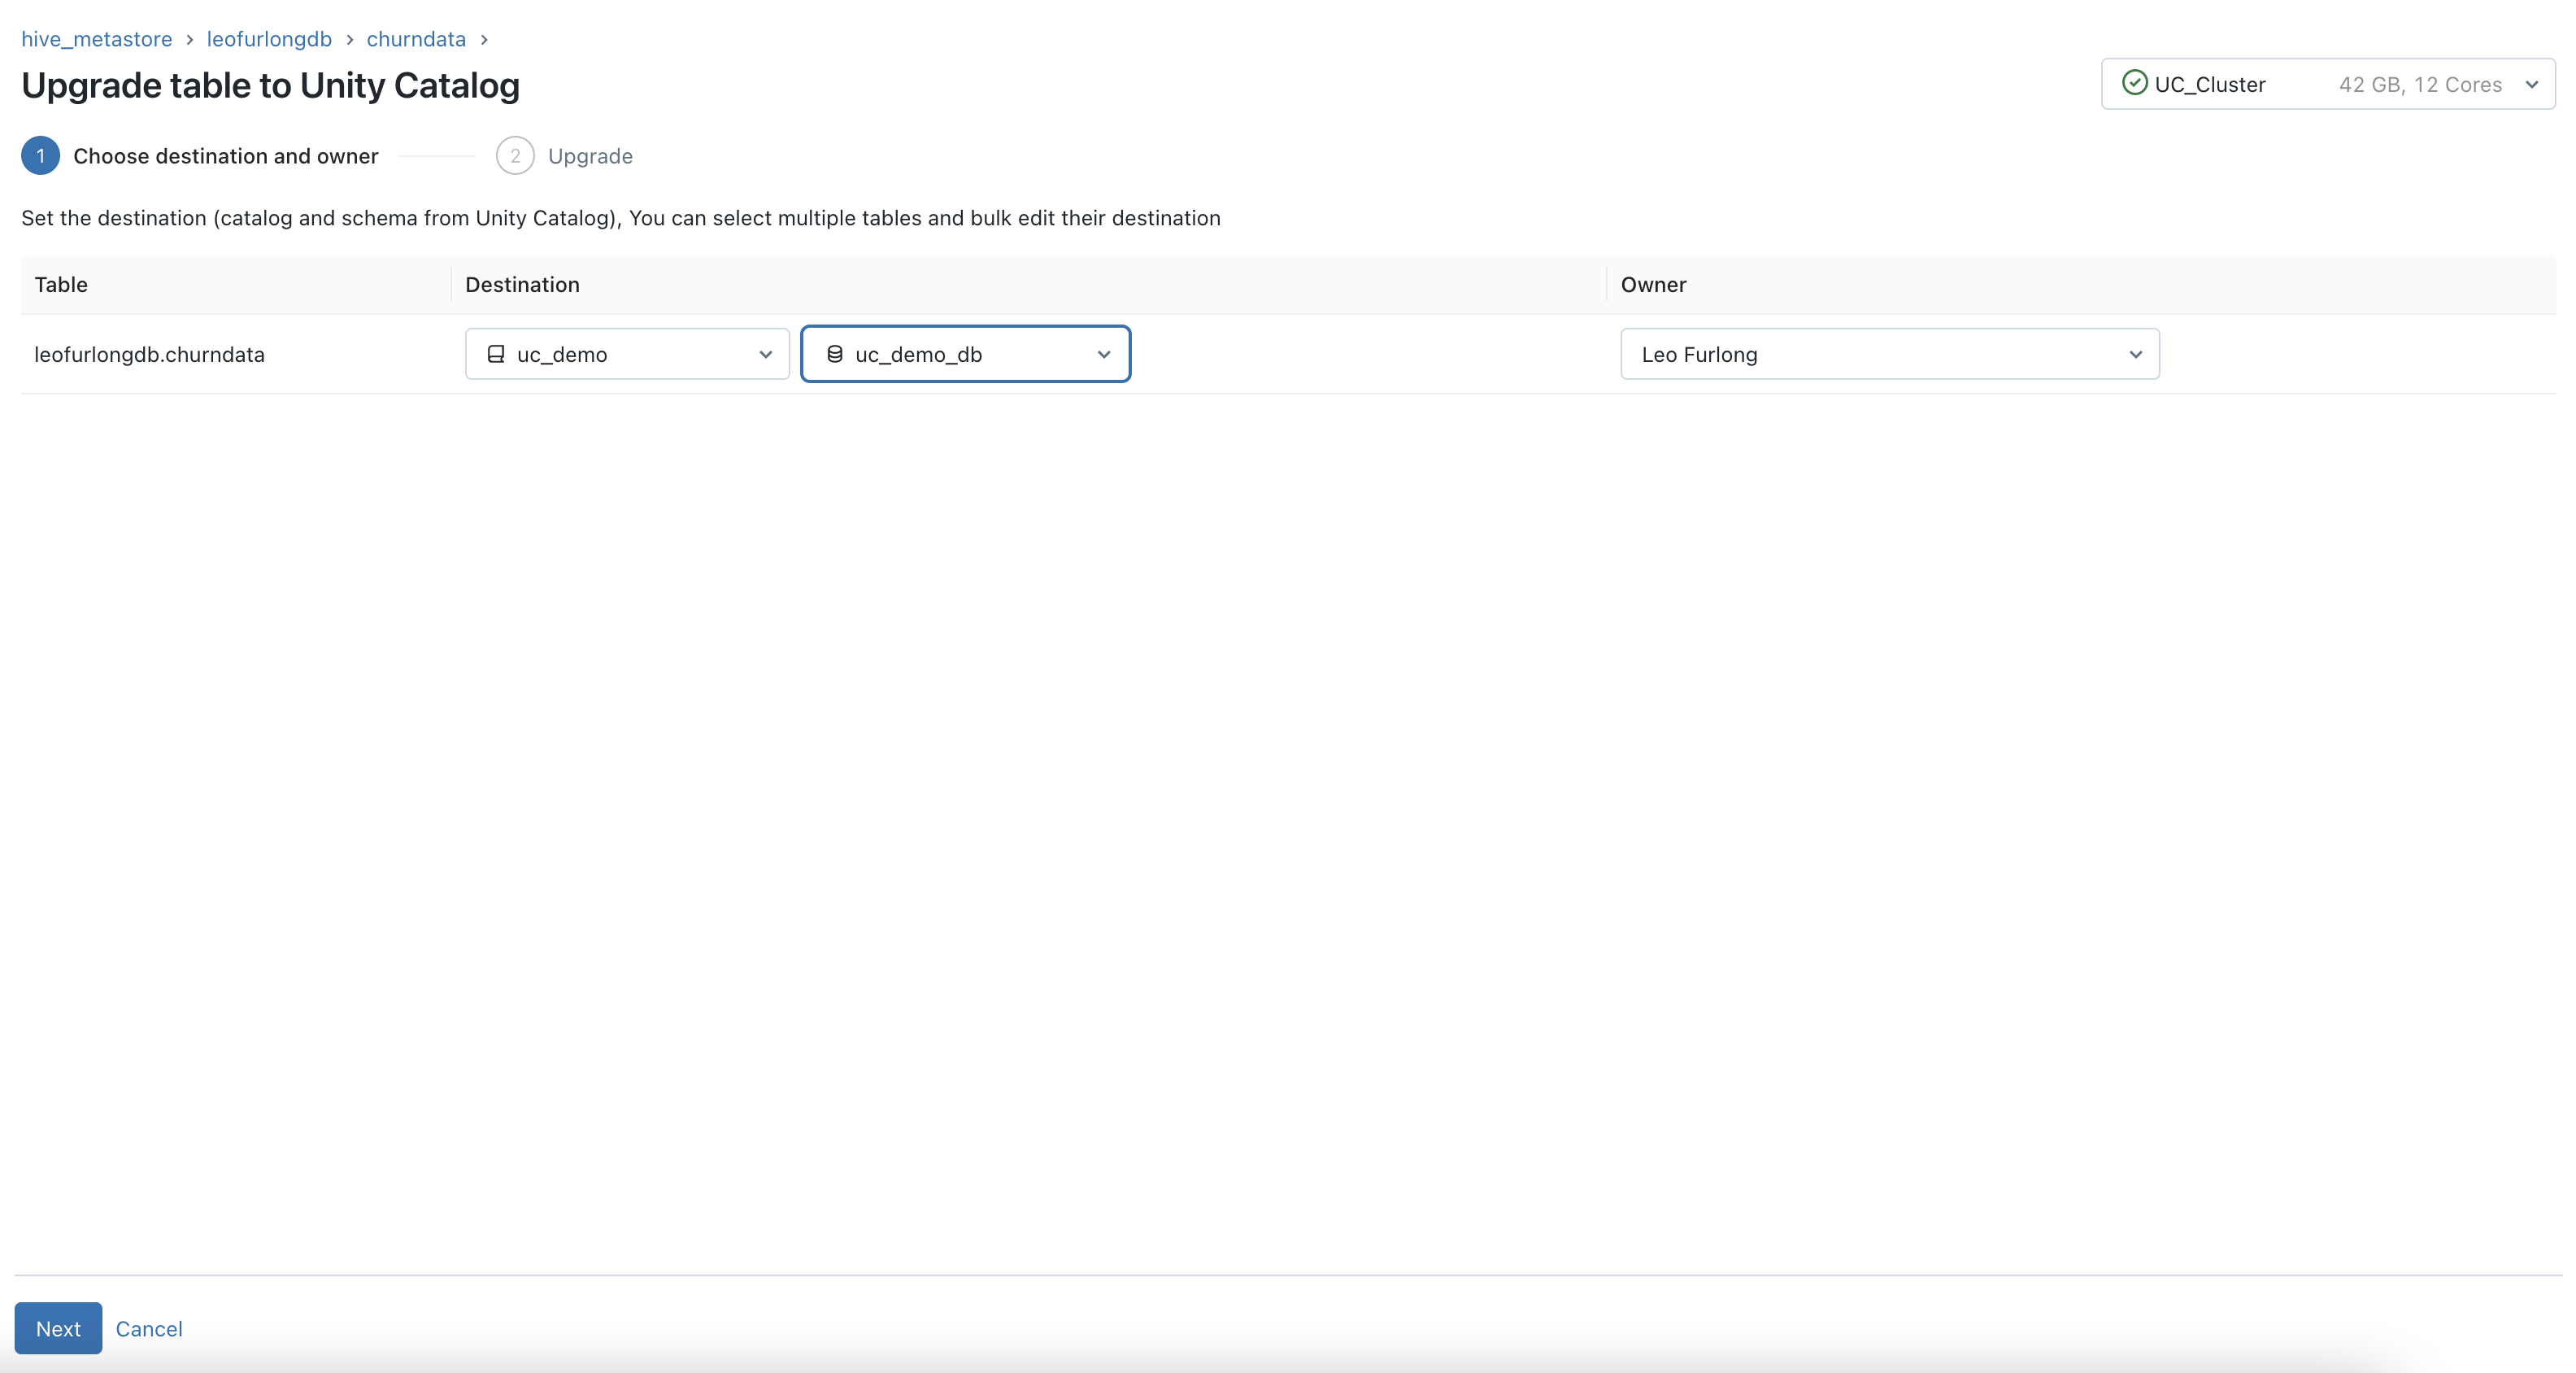 hive_metastore > leofurlongdb > churndata >
Upgrade table to Unity Catalog
UC_Cluster 42 GB, 12 Cores
1 Choose destination and owner 2 Upgrade
Set the destination (catalog and schema from Unity Catalog), You can select multiple tables and bulk edit their destination
Table Destination Owner
leofurlongdb.churndata uc_demo uc_demo_db Leo Furlong
Next Cancel